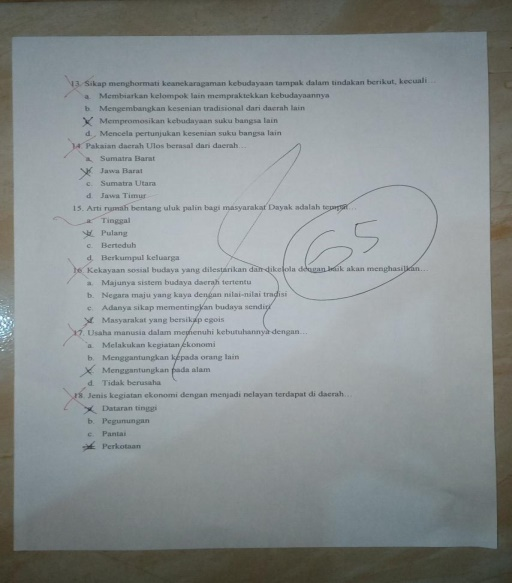 13. Sikap menghormati keanekaragaman kebudayaan tampak dalam tindakan berikut, kecuali...
a. Membiarkan kelompok lain mempraktekkan kebudayaannya
b. Mengembangkan kesenian tradisional dari daerah lain
Mempromosikan kebudayaan suku bangsa lain
d. Mencela pertunjukan kesenian suku bangsa lain
14. Pakaian daerah Ulos berasal dari daerah...
a. Sumatra Barat
Jawa Barat
c. Sumatra Utara
d. Jawa Timur
15. Arti rumah bentang uluk palin bagi masyarakat Dayak adalah tempat...
a. Tinggal
b. Pulang
c. Berteduh
d. Berkumpul keluarga
65
16. Kekayaan sosial budaya yang dilestarikan dan dikelola dengan baik akan menghasilkan...
a. Majunya sistem budaya daerah tertentu
b. Negara maju yang kaya dengan nilai-nilai tradisi
c. Adanya sikap mementingkan budaya sendiri
Masyarakat yang bersikap egois
17. Usaha manusia dalam memenuhi kebutuhannya dengan...
a. Melakukan kegiatan ekonomi
b. Menggantungkan kepada orang lain
Menggantungkan pada alam
d. Tidak berusaha
18. Jenis kegiatan ekonomi dengan menjadi nelayan terdapat di daerah...
Dataran tinggi
b. Pegunungan
c. Pantai
Perkotaan